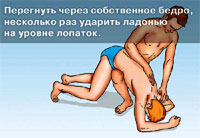 Перегнуть через собственное бедро,
несколько раз ударить ладонью
на уровне лопаток.